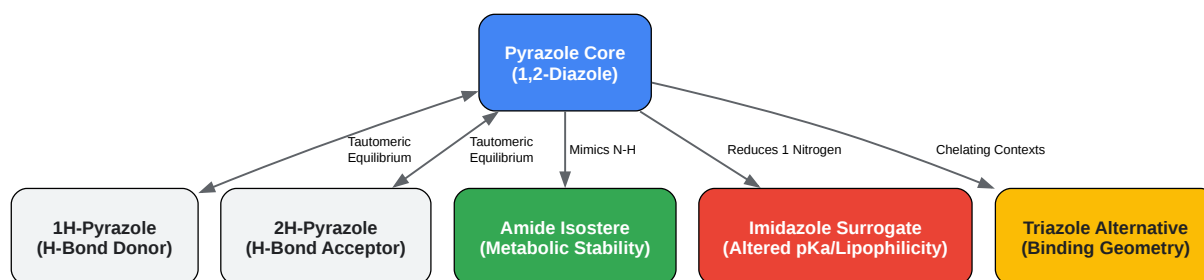 Pyrazole Core
(1,2-Diazole)
Tautomeric
Equilibrium
Tautomeric
Equilibrium
Mimics N-H
Reduces 1 Nitrogen
Chelating Contexts
1H-Pyrazole
(H-Bond Donor)
2H-Pyrazole
(H-Bond Acceptor)
Amide Isostere
(Metabolic Stability)
Imidazole Surrogate
(Altered pKa/Lipophilicity)
Triazole Alternative
(Binding Geometry)